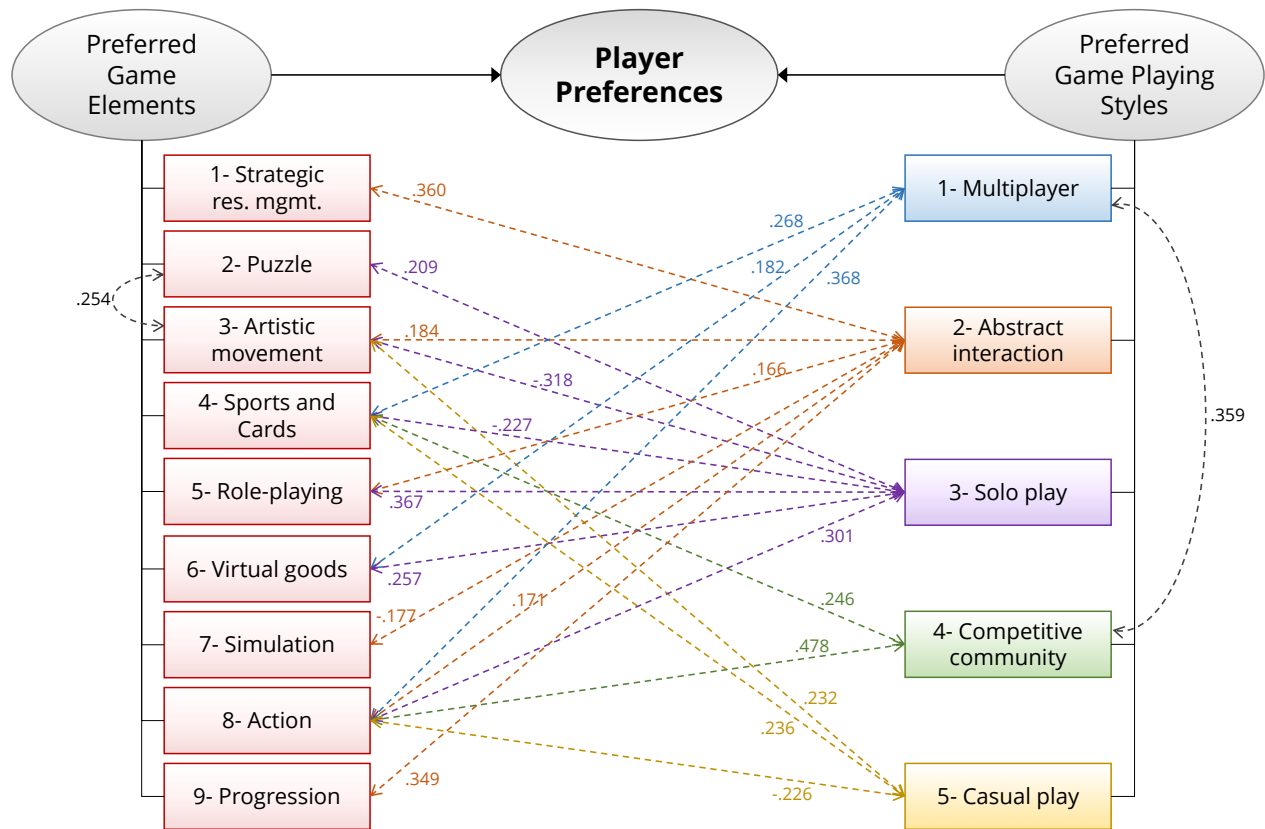 Preferred
Game
Elements
Player
Preferences
Preferred
Game Playing
Styles
1- Strategic
res. mgmt.
2- Puzzle
3- Artistic
movement
4- Sports and
Cards
5- Role-playing
6- Virtual goods
7- Simulation
8- Action
9- Progression
1- Multiplayer
2- Abstract
interaction
3- Solo play
4- Competitive
community
5- Casual play
.360
.268
.209
.182
.368
.254
.184
.166
-.318
.359
-.227
.367
.301
.257
.246
-.177
.171
.478
.232
.236
.349
-.226